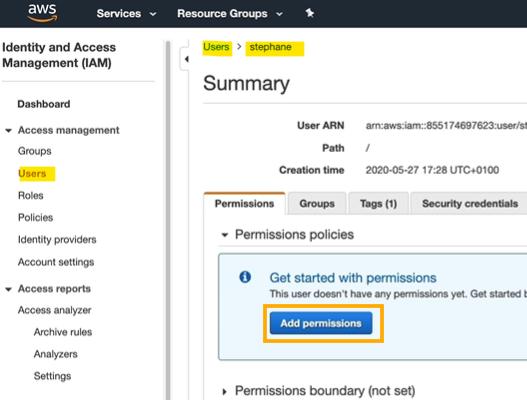 aws
Services
Resource Groups
Identity and Access
Management (IAM)
Dashboard
Access management
Groups
Users
Roles
Policies
Identity providers
Account settings
Access reports
Access analyzer
Archive rules
Analyzers
Settings
Users > stephane
Summary
User ARN arn:aws:iam::855174697623:user/st
Path /
Creation time 2020-05-27 17:28 UTC+0100
Permissions Groups Tags (1) Security credentials
Permissions policies
Get started with permissions
This user doesn't have any permissions yet. Get started b
Add permissions
Permissions boundary (not set)